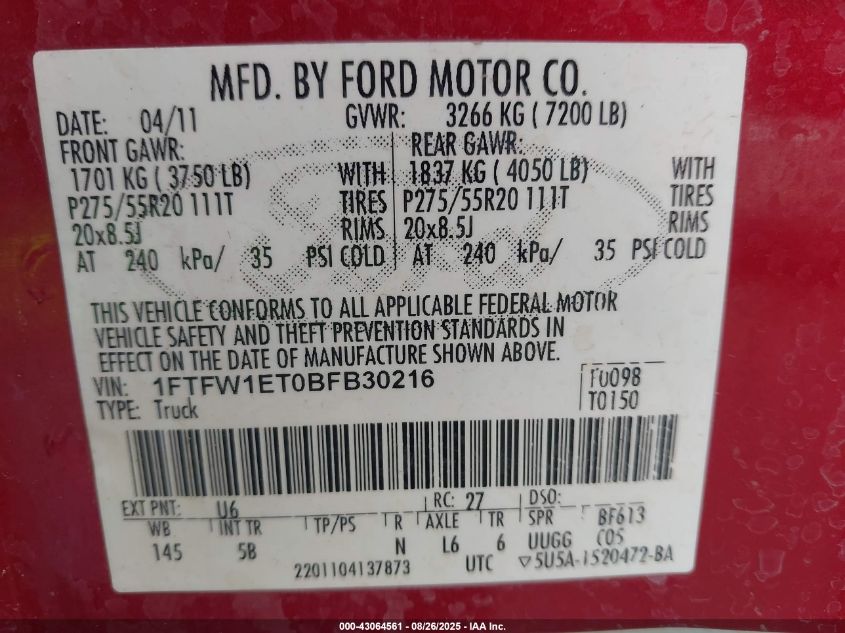 MFD. BY FORD MOTOR CO.
DATE: 04/11 GVWR: 3266 KG ( 7200 LB)
FRONT GAWR: REAR GAWR:
1701 KG ( 3750 LB) WITH 1837 KG ( 4050 LB) WITH
P275/55R20 111T TIRES P275/55R20 111T TIRES
20x8.5J RIMS 20x8.5J RIMS
AT 240 kPa/ 35 PSI COLD AT 240 kPa/ 35 PSI COLD
THIS VEHICLE CONFORMS TO ALL APPLICABLE FEDERAL MOTOR
VEHICLE SAFETY AND THEFT PREVENTION STANDARDS IN
EFFECT ON THE DATE OF MANUFACTURE SHOWN ABOVE.
VIN: 1FTFW1ET0BFB30216 F0098
TYPE: Truck T0150
EXT PNT: U6 RC: 27 DSO:
WB INT TR TP/PS R AXLE TR SPR BF613
145 5B N L6 6 UUGG C05
2201104137873 UTC ▽5U5A-1520472-BA
000-43064561 | 08/26/2025 - IAA Inc.